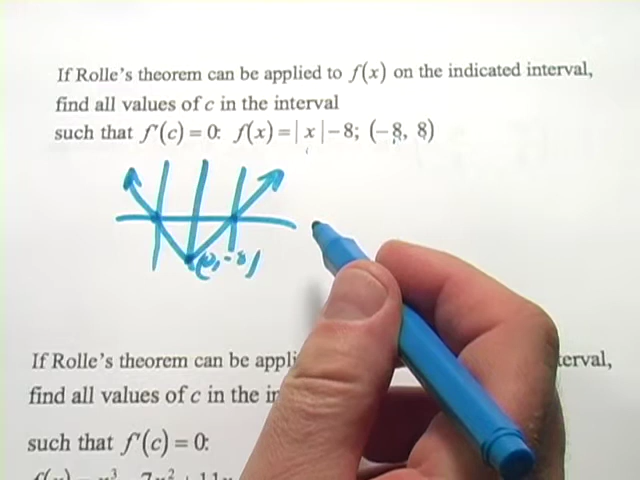 If Rolle's theorem can be applied to f(x) on the indicated interval,
find all values of c in the interval
such that f'(c) = 0: f(x) = | x | − 8; (−8, 8)
(0, -8)
If Rolle's theorem can be appli
find all values of c in the in
such that f'(c) = 0: